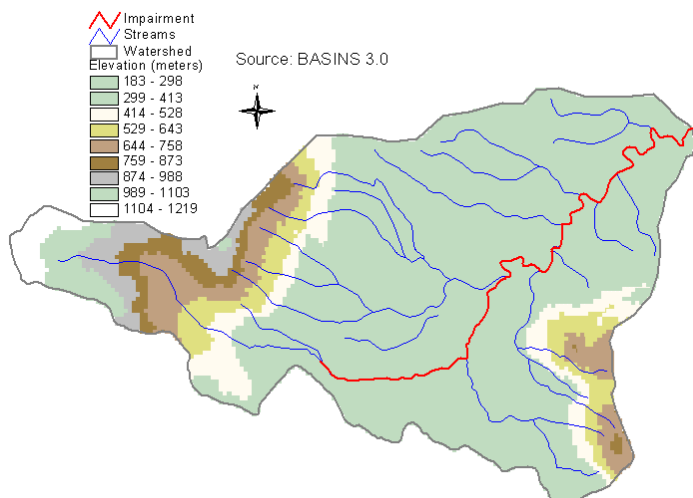 Impairment
Streams
Watershed
Elevation (meters)
183 - 298
299 - 413
414 - 528
529 - 643
644 - 758
759 - 873
874 - 988
989 - 1103
1104 - 1219
Source: BASINS 3.0
N